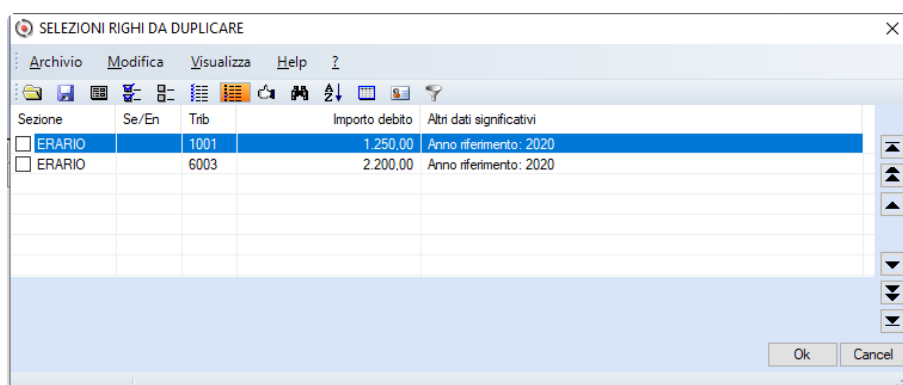 SELEZIONI RIGHI DA DUPLICARE
Archivio Modifica Visualizza Help ?
Sezione Se/En Trib Importo debito Altri dati significativi
ERARIO 1001 1.250,00 Anno riferimento: 2020
ERARIO 6003 2.200,00 Anno riferimento: 2020
Ok Cancel